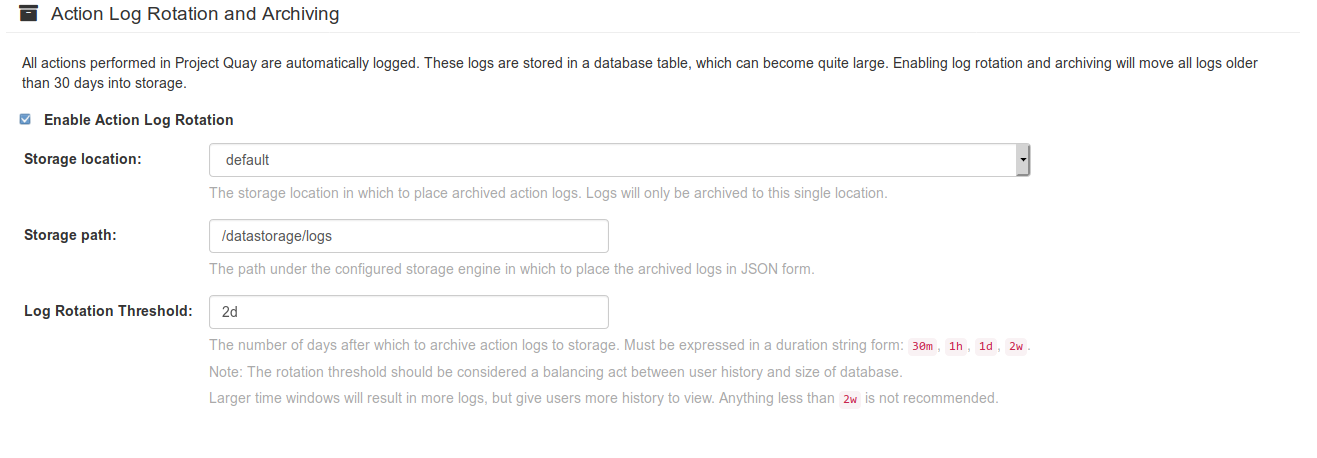 Action Log Rotation and Archiving
All actions performed in Project Quay are automatically logged. These logs are stored in a database table, which can become quite large. Enabling log rotation and archiving will move all logs older
than 30 days into storage.
Enable Action Log Rotation
Storage location:
default
The storage location in which to place archived action logs. Logs will only be archived to this single location.
Storage path:
/datastorage/logs
The path under the configured storage engine in which to place the archived logs in JSON form.
Log Rotation Threshold:
2d
The number of days after which to archive action logs to storage. Must be expressed in a duration string form: 30m, 1h, 1d, 2w.
Note: The rotation threshold should be considered a balancing act between user history and size of database.
Larger time windows will result in more logs, but give users more history to view. Anything less than 2w is not recommended.